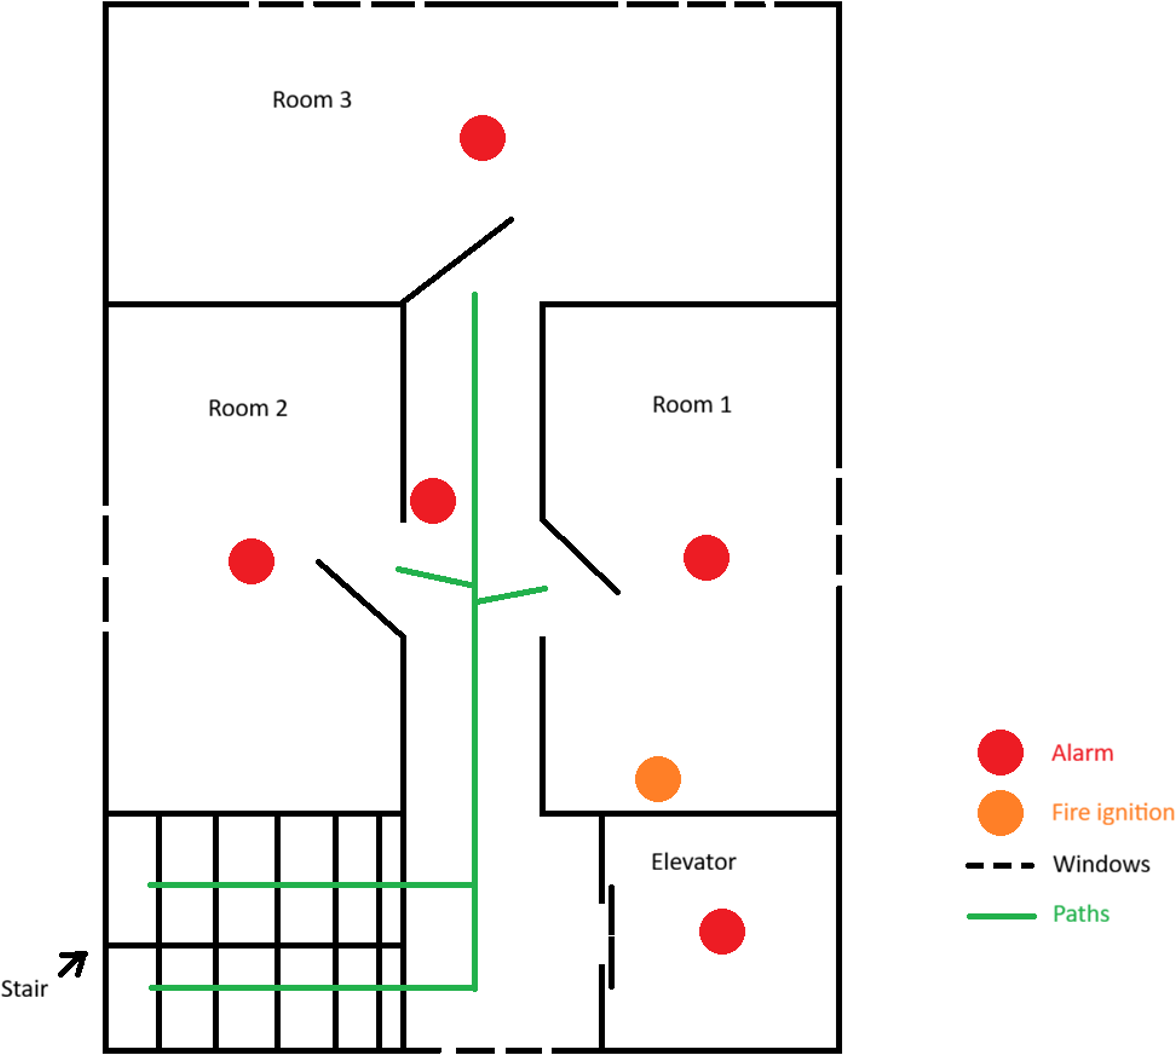 Room 3
Room 2
Room 1
Elevator
Stair
Alarm
Fire ignition
Windows
Paths